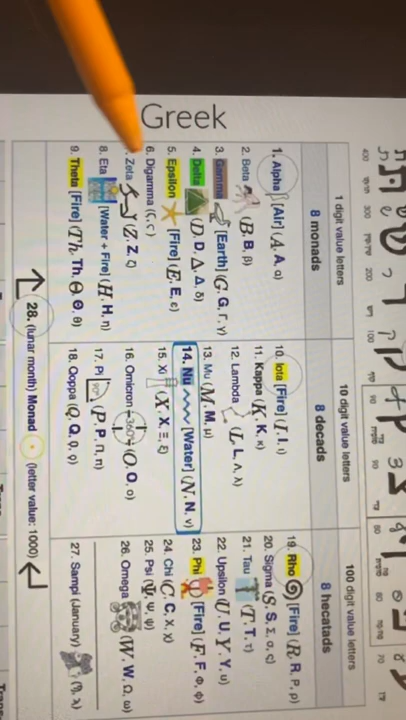 Greek
1 digit value letters
10 digit value letters
100 digit value letters
8 monads
8 decads
8 hecatads
1. Alpha [Air] (A, A, α)
2. Beta (B, B, β)
3. Gamma [Earth] (G, G, Γ, γ)
4. Delta (D, D, Δ, Δ, δ)
5. Epsilon [Fire] (E, E, ε)
6. Digamma
7. Zeta (Z, Z, ζ)
8. Eta [Water + Fire] (H, H, η)
9. Theta [Fire] (Th, Th, Θ, Θ, θ)
10. Iota [Fire] (I, I, ι)
11. Kappa (K, K, κ)
12. Lambda (L, L, Λ, λ)
13. Mu (M, M, μ)
14. Nu [Water] (N, N, ν)
15. Xi (X, X, Ξ, ξ)
16. Omicron 360° (O, O, ο)
17. Pi 90° (P, P, Π, π)
18. Qoppa (Q, Q, ϙ, ϙ)
19. Rho [Fire] (R, R, Ρ, ρ)
20. Sigma (S, S, Σ, σ, ς)
21. Tau (T, T, τ)
22. Upsilon (U, U, Y, Y, υ)
23. Phi [Fire] (F, F, Φ, φ)
24. Chi (C, C, X, χ)
25. Psi (Ψ, Ψ, ψ)
26. Omega (W, W, Ω, ω)
27. Sampi (January)
28. (lunar month) Monad (letter value: 1000)